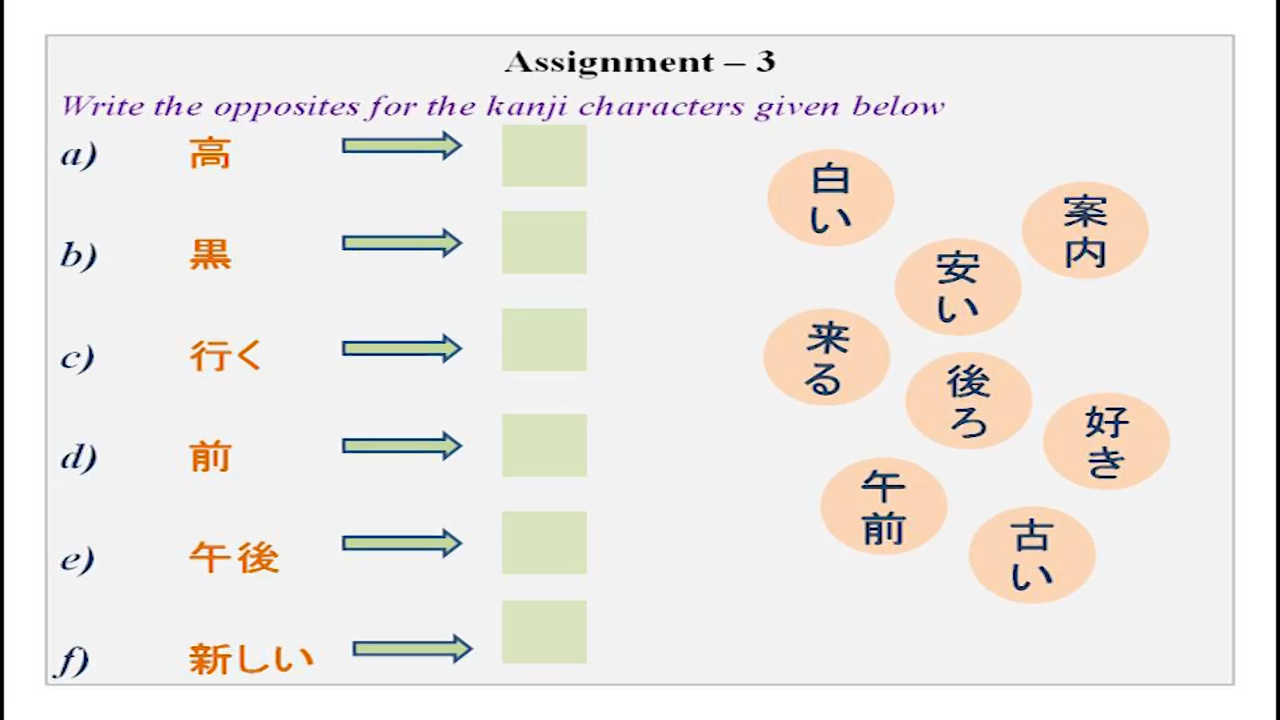 Assignment – 3
Write the opposites for the kanji characters given below
a) 高
b) 黒
c) 行く
d) 前
e) 午後
f) 新しい
白い
案内
安い
来る
後ろ
好き
午前
古い